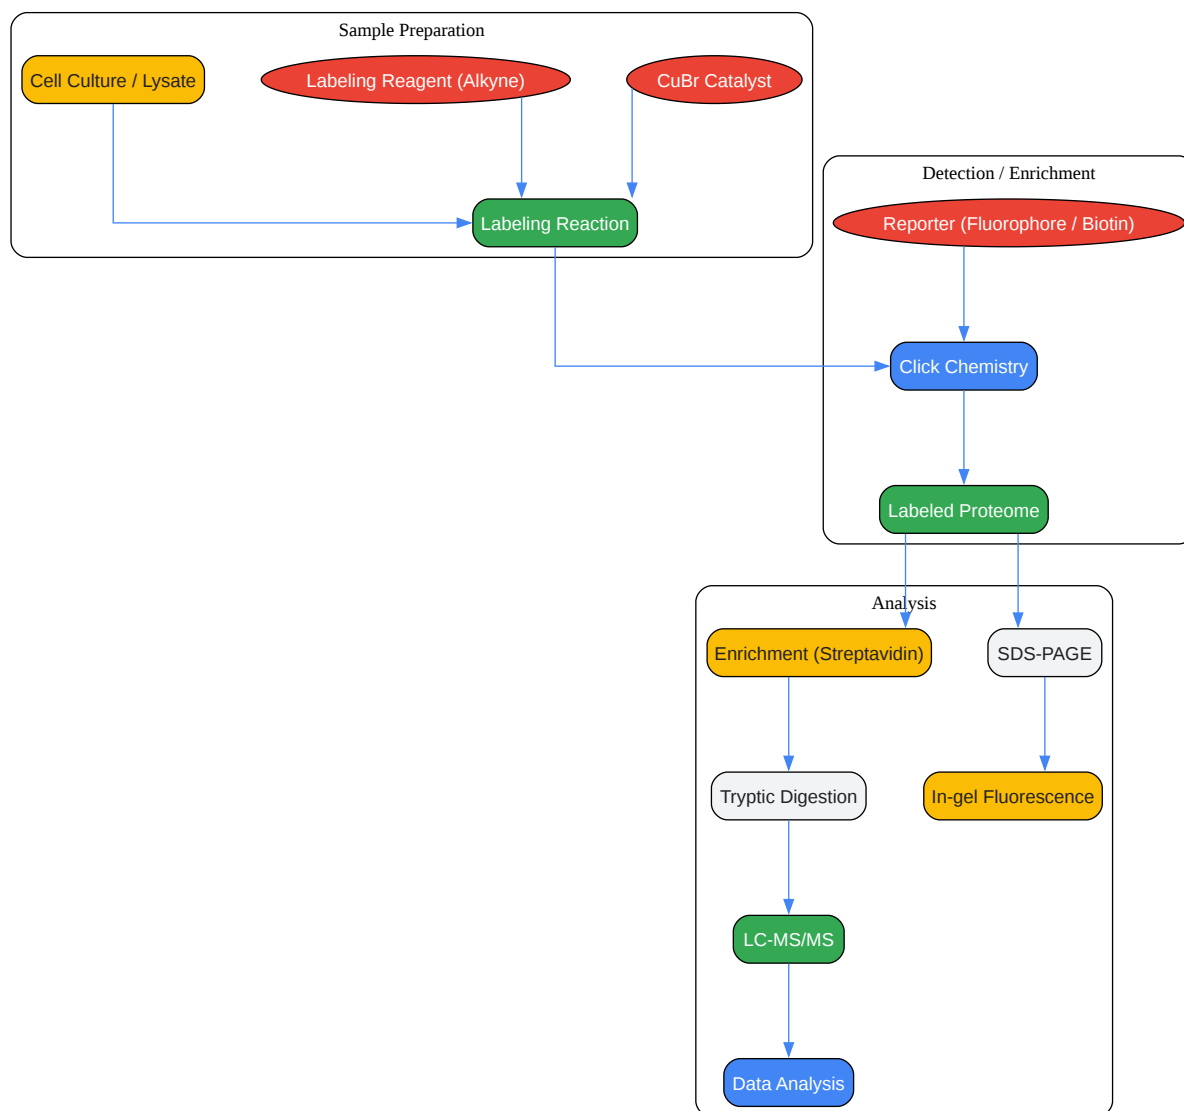 Sample Preparation
Cell Culture / Lysate
Labeling Reagent (Alkyne)
CuBr Catalyst
Labeling Reaction
Detection / Enrichment
Reporter (Fluorophore / Biotin)
Click Chemistry
Labeled Proteome
Analysis
Enrichment (Streptavidin)
SDS-PAGE
Tryptic Digestion
In-gel Fluorescence
LC-MS/MS
Data Analysis